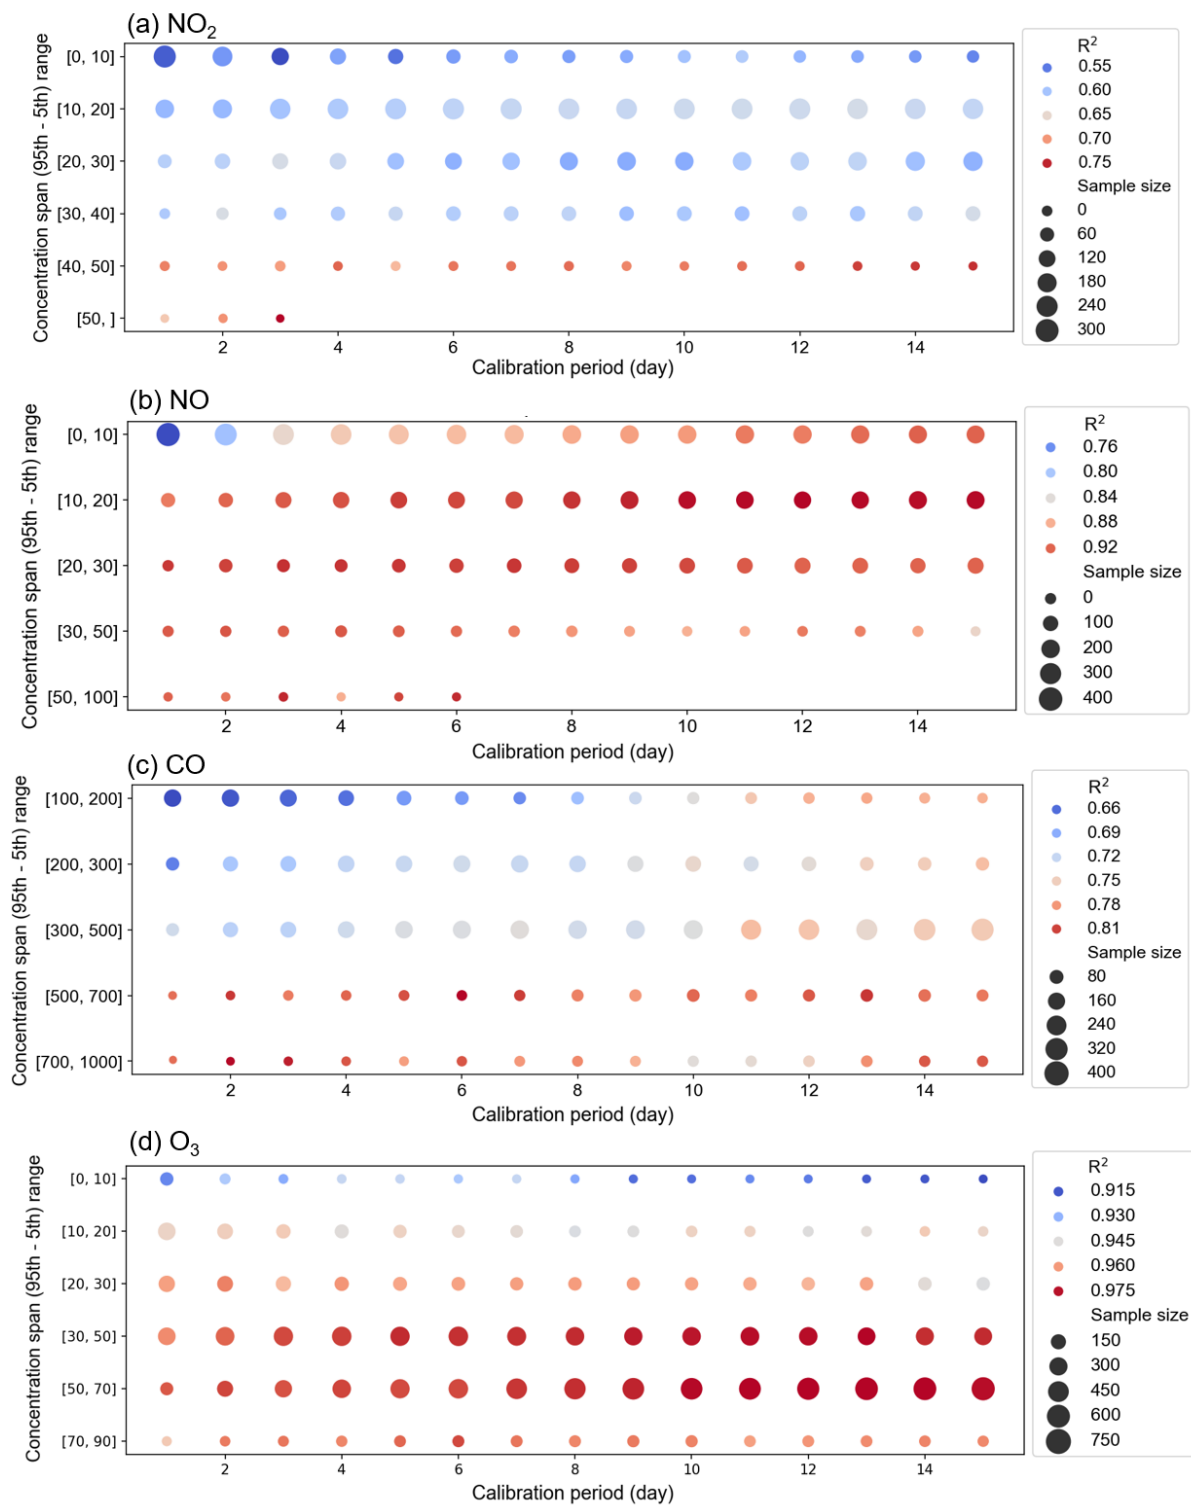 (a) NO2
Concentration span (95th - 5th) range
[0, 10]
[10, 20]
[20, 30]
[30, 40]
[40, 50]
[50, ]
2 4 6 8 10 12 14
Calibration period (day)
R2
0.55
0.60
0.65
0.70
0.75
Sample size
0
60
120
180
240
300
(b) NO
Concentration span (95th - 5th) range
[0, 10]
[10, 20]
[20, 30]
[30, 50]
[50, 100]
2 4 6 8 10 12 14
Calibration period (day)
R2
0.76
0.80
0.84
0.88
0.92
Sample size
0
100
200
300
400
(c) CO
Concentration span (95th - 5th) range
[100, 200]
[200, 300]
[300, 500]
[500, 700]
[700, 1000]
2 4 6 8 10 12 14
Calibration period (day)
R2
0.66
0.69
0.72
0.75
0.78
0.81
Sample size
80
160
240
320
400
(d) O3
Concentration span (95th - 5th) range
[0, 10]
[10, 20]
[20, 30]
[30, 50]
[50, 70]
[70, 90]
2 4 6 8 10 12 14
Calibration period (day)
R2
0.915
0.930
0.945
0.960
0.975
Sample size
150
300
450
600
750